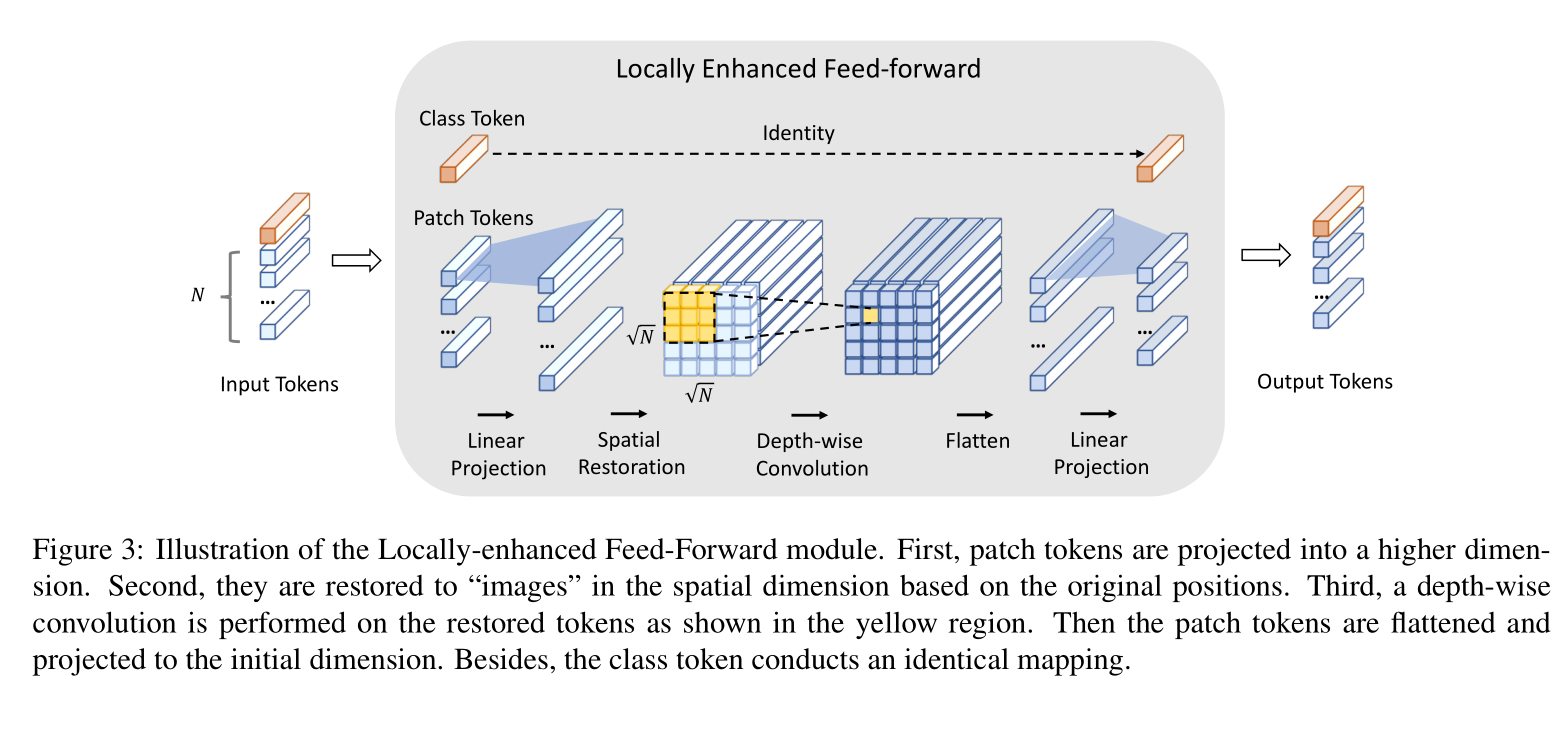 Locally Enhanced Feed-forward
Class Token
Identity
Patch Tokens
N
...
...
...
...
...
...
√N
√N
Input Tokens
Output Tokens
Linear
Projection
Spatial
Restoration
Depth-wise
Convolution
Flatten
Linear
Projection
Figure 3: Illustration of the Locally-enhanced Feed-Forward module. First, patch tokens are projected into a higher dimen-
sion. Second, they are restored to “images” in the spatial dimension based on the original positions. Third, a depth-wise
convolution is performed on the restored tokens as shown in the yellow region. Then the patch tokens are flattened and
projected to the initial dimension. Besides, the class token conducts an identical mapping.